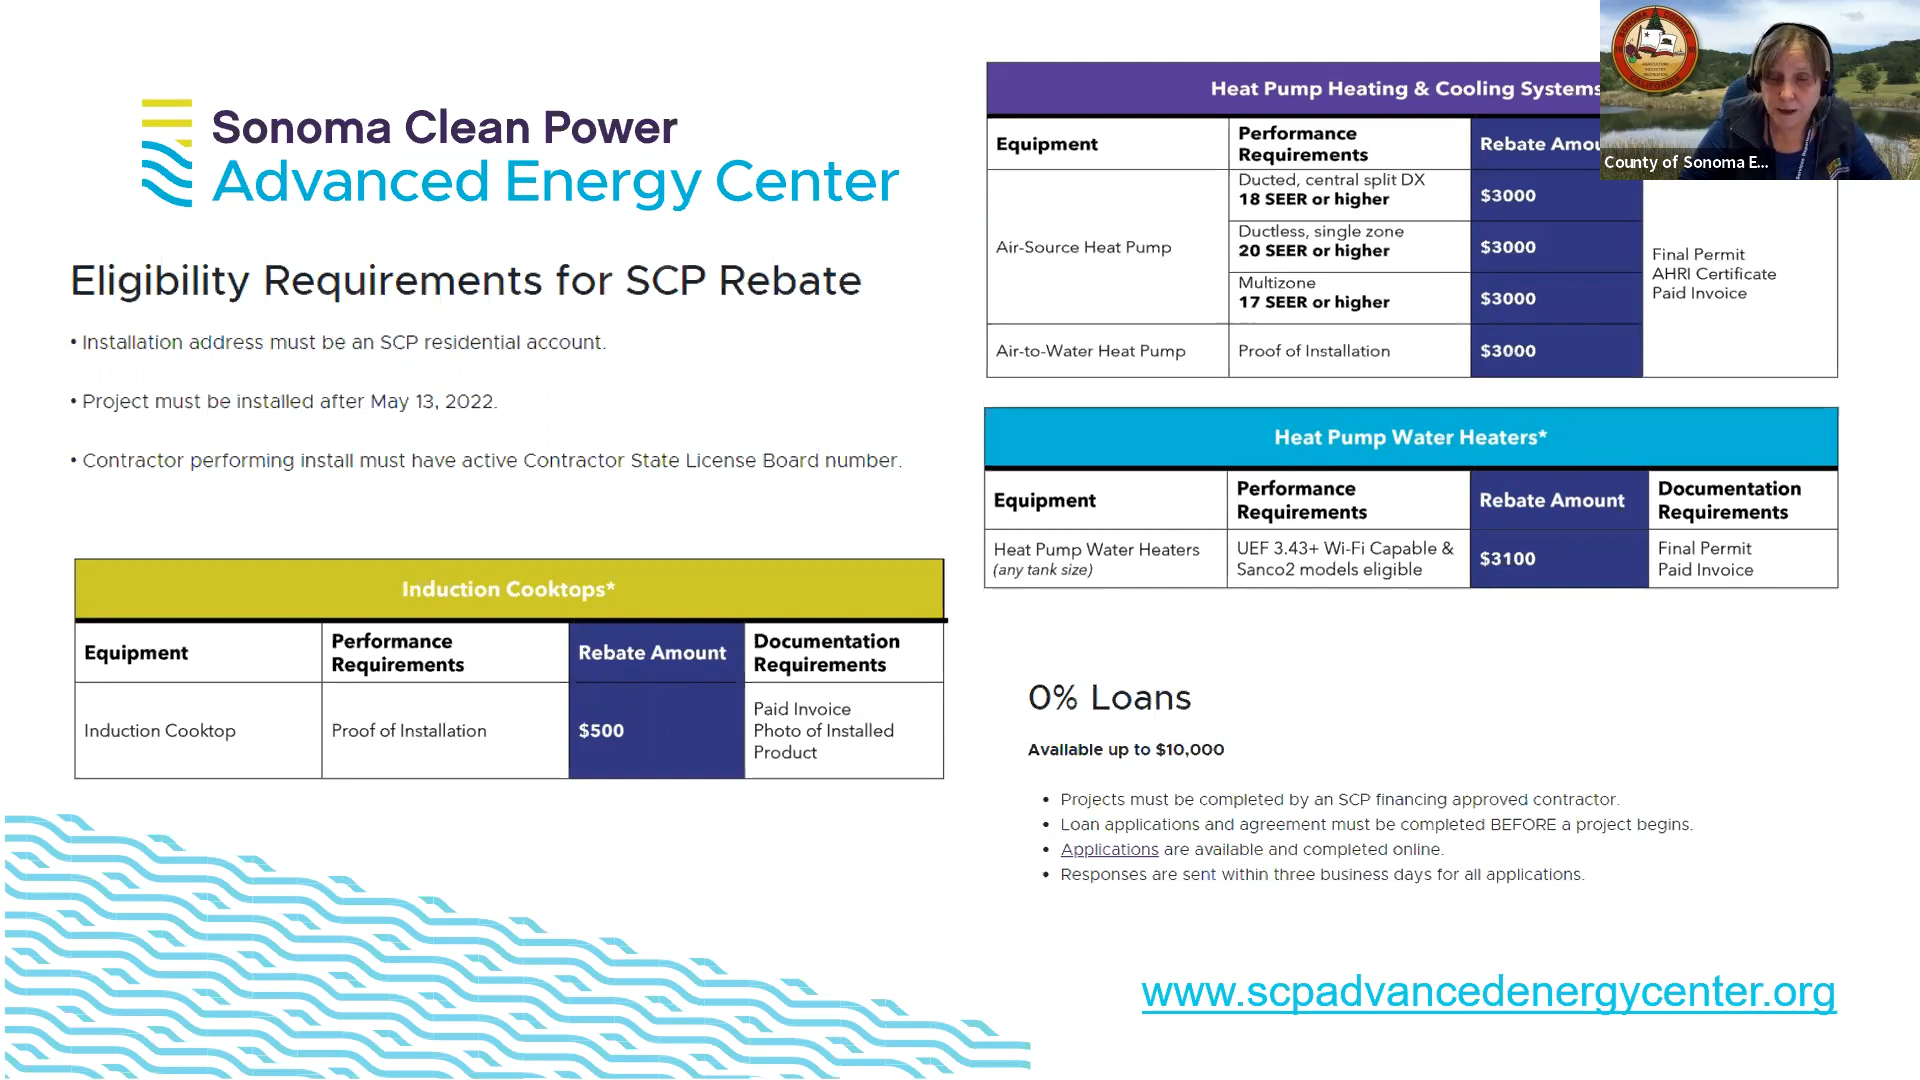 Sonoma Clean Power
Advanced Energy Center
Eligibility Requirements for SCP Rebate
• Installation address must be an SCP residential account.
• Project must be installed after May 13, 2022.
• Contractor performing install must have active Contractor State License Board number.
Induction Cooktops*
Equipment
Performance
Requirements
Rebate Amount
Documentation
Requirements
Induction Cooktop
Proof of Installation
$500
Paid Invoice
Photo of Installed
Product
Heat Pump Heating & Cooling Systems
Equipment
Performance
Requirements
Rebate Amou
Air-Source Heat Pump
Ducted, central split DX
18 SEER or higher
$3000
Ductless, single zone
20 SEER or higher
$3000
Multizone
17 SEER or higher
$3000
Final Permit
AHRI Certificate
Paid Invoice
Air-to-Water Heat Pump
Proof of Installation
$3000
Heat Pump Water Heaters*
Equipment
Performance
Requirements
Rebate Amount
Documentation
Requirements
Heat Pump Water Heaters
(any tank size)
UEF 3.43+ Wi-Fi Capable &
Sanco2 models eligible
$3100
Final Permit
Paid Invoice
0% Loans
Available up to $10,000
• Projects must be completed by an SCP financing approved contractor.
• Loan applications and agreement must be completed BEFORE a project begins.
• Applications are available and completed online.
• Responses are sent within three business days for all applications.
www.scpadvancedenergycenter.org
SONOMA COUNTY
AGRICULTURE
INDUSTRY
RECREATION
CALIFORNIA
County of Sonoma E...